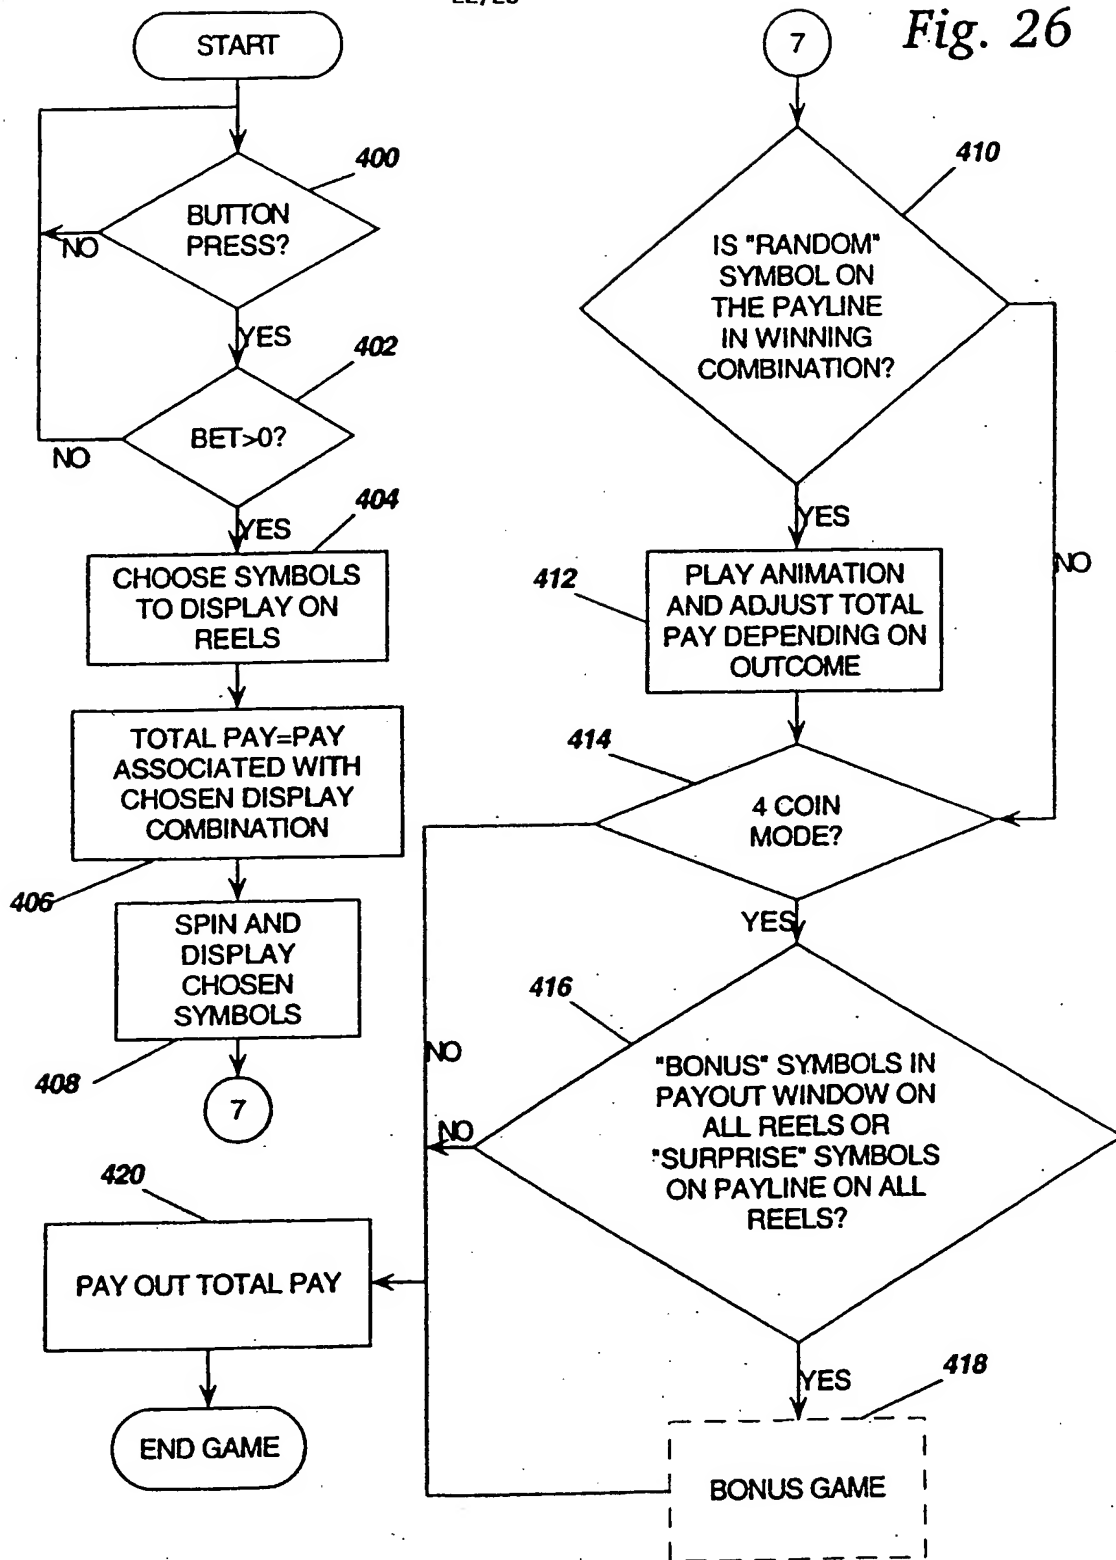 Fig. 26
START
400
BUTTON
PRESS?
NO
YES
402
BET>0?
NO
YES
404
CHOOSE SYMBOLS
TO DISPLAY ON
REELS
TOTAL PAY=PAY
ASSOCIATED WITH
CHOSEN DISPLAY
COMBINATION
406
SPIN AND
DISPLAY
CHOSEN
SYMBOLS
408
7
420
PAY OUT TOTAL PAY
END GAME
7
410
IS "RANDOM"
SYMBOL ON
THE PAYLINE
IN WINNING
COMBINATION?
YES
NO
412
PLAY ANIMATION
AND ADJUST TOTAL
PAY DEPENDING ON
OUTCOME
414
4 COIN
MODE?
YES
NO
416
"BONUS" SYMBOLS IN
PAYOUT WINDOW ON
ALL REELS OR
"SURPRISE" SYMBOLS
ON PAYLINE ON ALL
REELS?
NO
YES
418
BONUS GAME